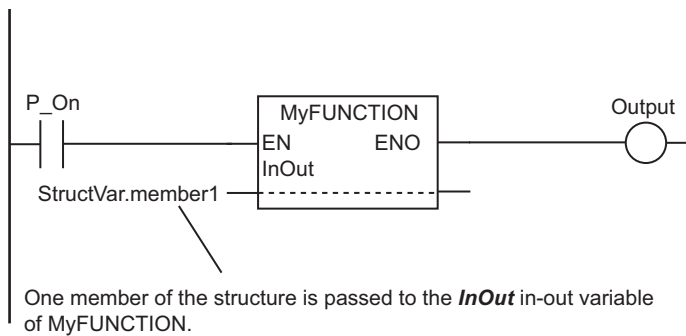 P_On
MyFUNCTION
Output
EN ENO
InOut
StructVar.member1
One member of the structure is passed to the InOut in-out variable
of MyFUNCTION.